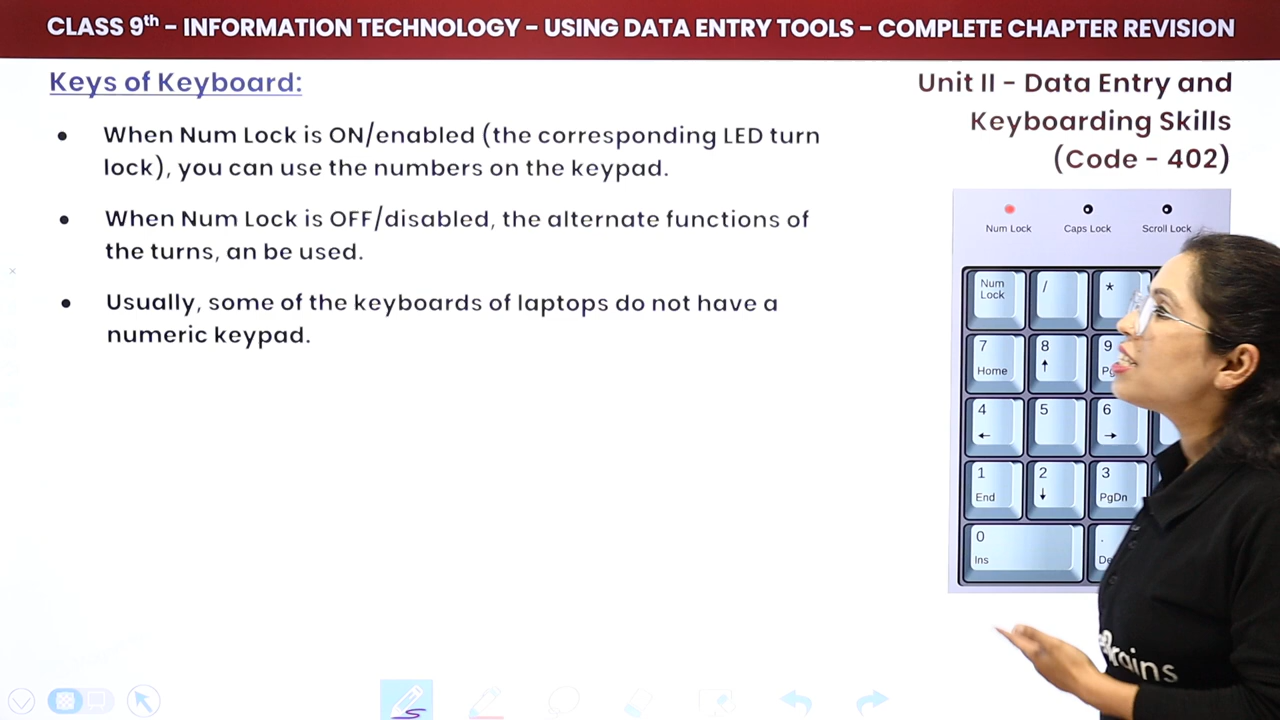 CLASS 9th – INFORMATION TECHNOLOGY – USING DATA ENTRY TOOLS – COMPLETE CHAPTER REVISION
Keys of Keyboard:
• When Num Lock is ON/enabled (the corresponding LED turn
lock), you can use the numbers on the keypad.
• When Num Lock is OFF/disabled, the alternate functions of
the turns, an be used.
• Usually, some of the keyboards of laptops do not have a
numeric keypad.
Unit II – Data Entry and
Keyboarding Skills
(Code – 402)
Num Lock Caps Lock Scroll Lock
Num
Lock
/ *
7 8 9
Home ↑
4 5 6
← →
1 2 3
End ↓ PgDn
0 .
Ins